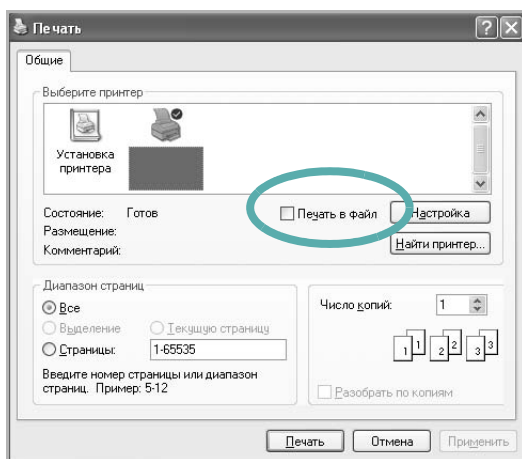 Печать
Общие
Выберите принтер
Установка
принтера
Состояние: Готов
Размещение:
Комментарий:
Печать в файл
Настройка
Найти принтер...
Диапазон страниц
Все
Выделение
Текущую страницу
Страницы: 1-65535
Введите номер страницы или диапазон
страниц. Пример: 5-12
Число копий: 1
1 1 2 2 3 3
Разобрать по копиям
Печать
Отмена
Применить